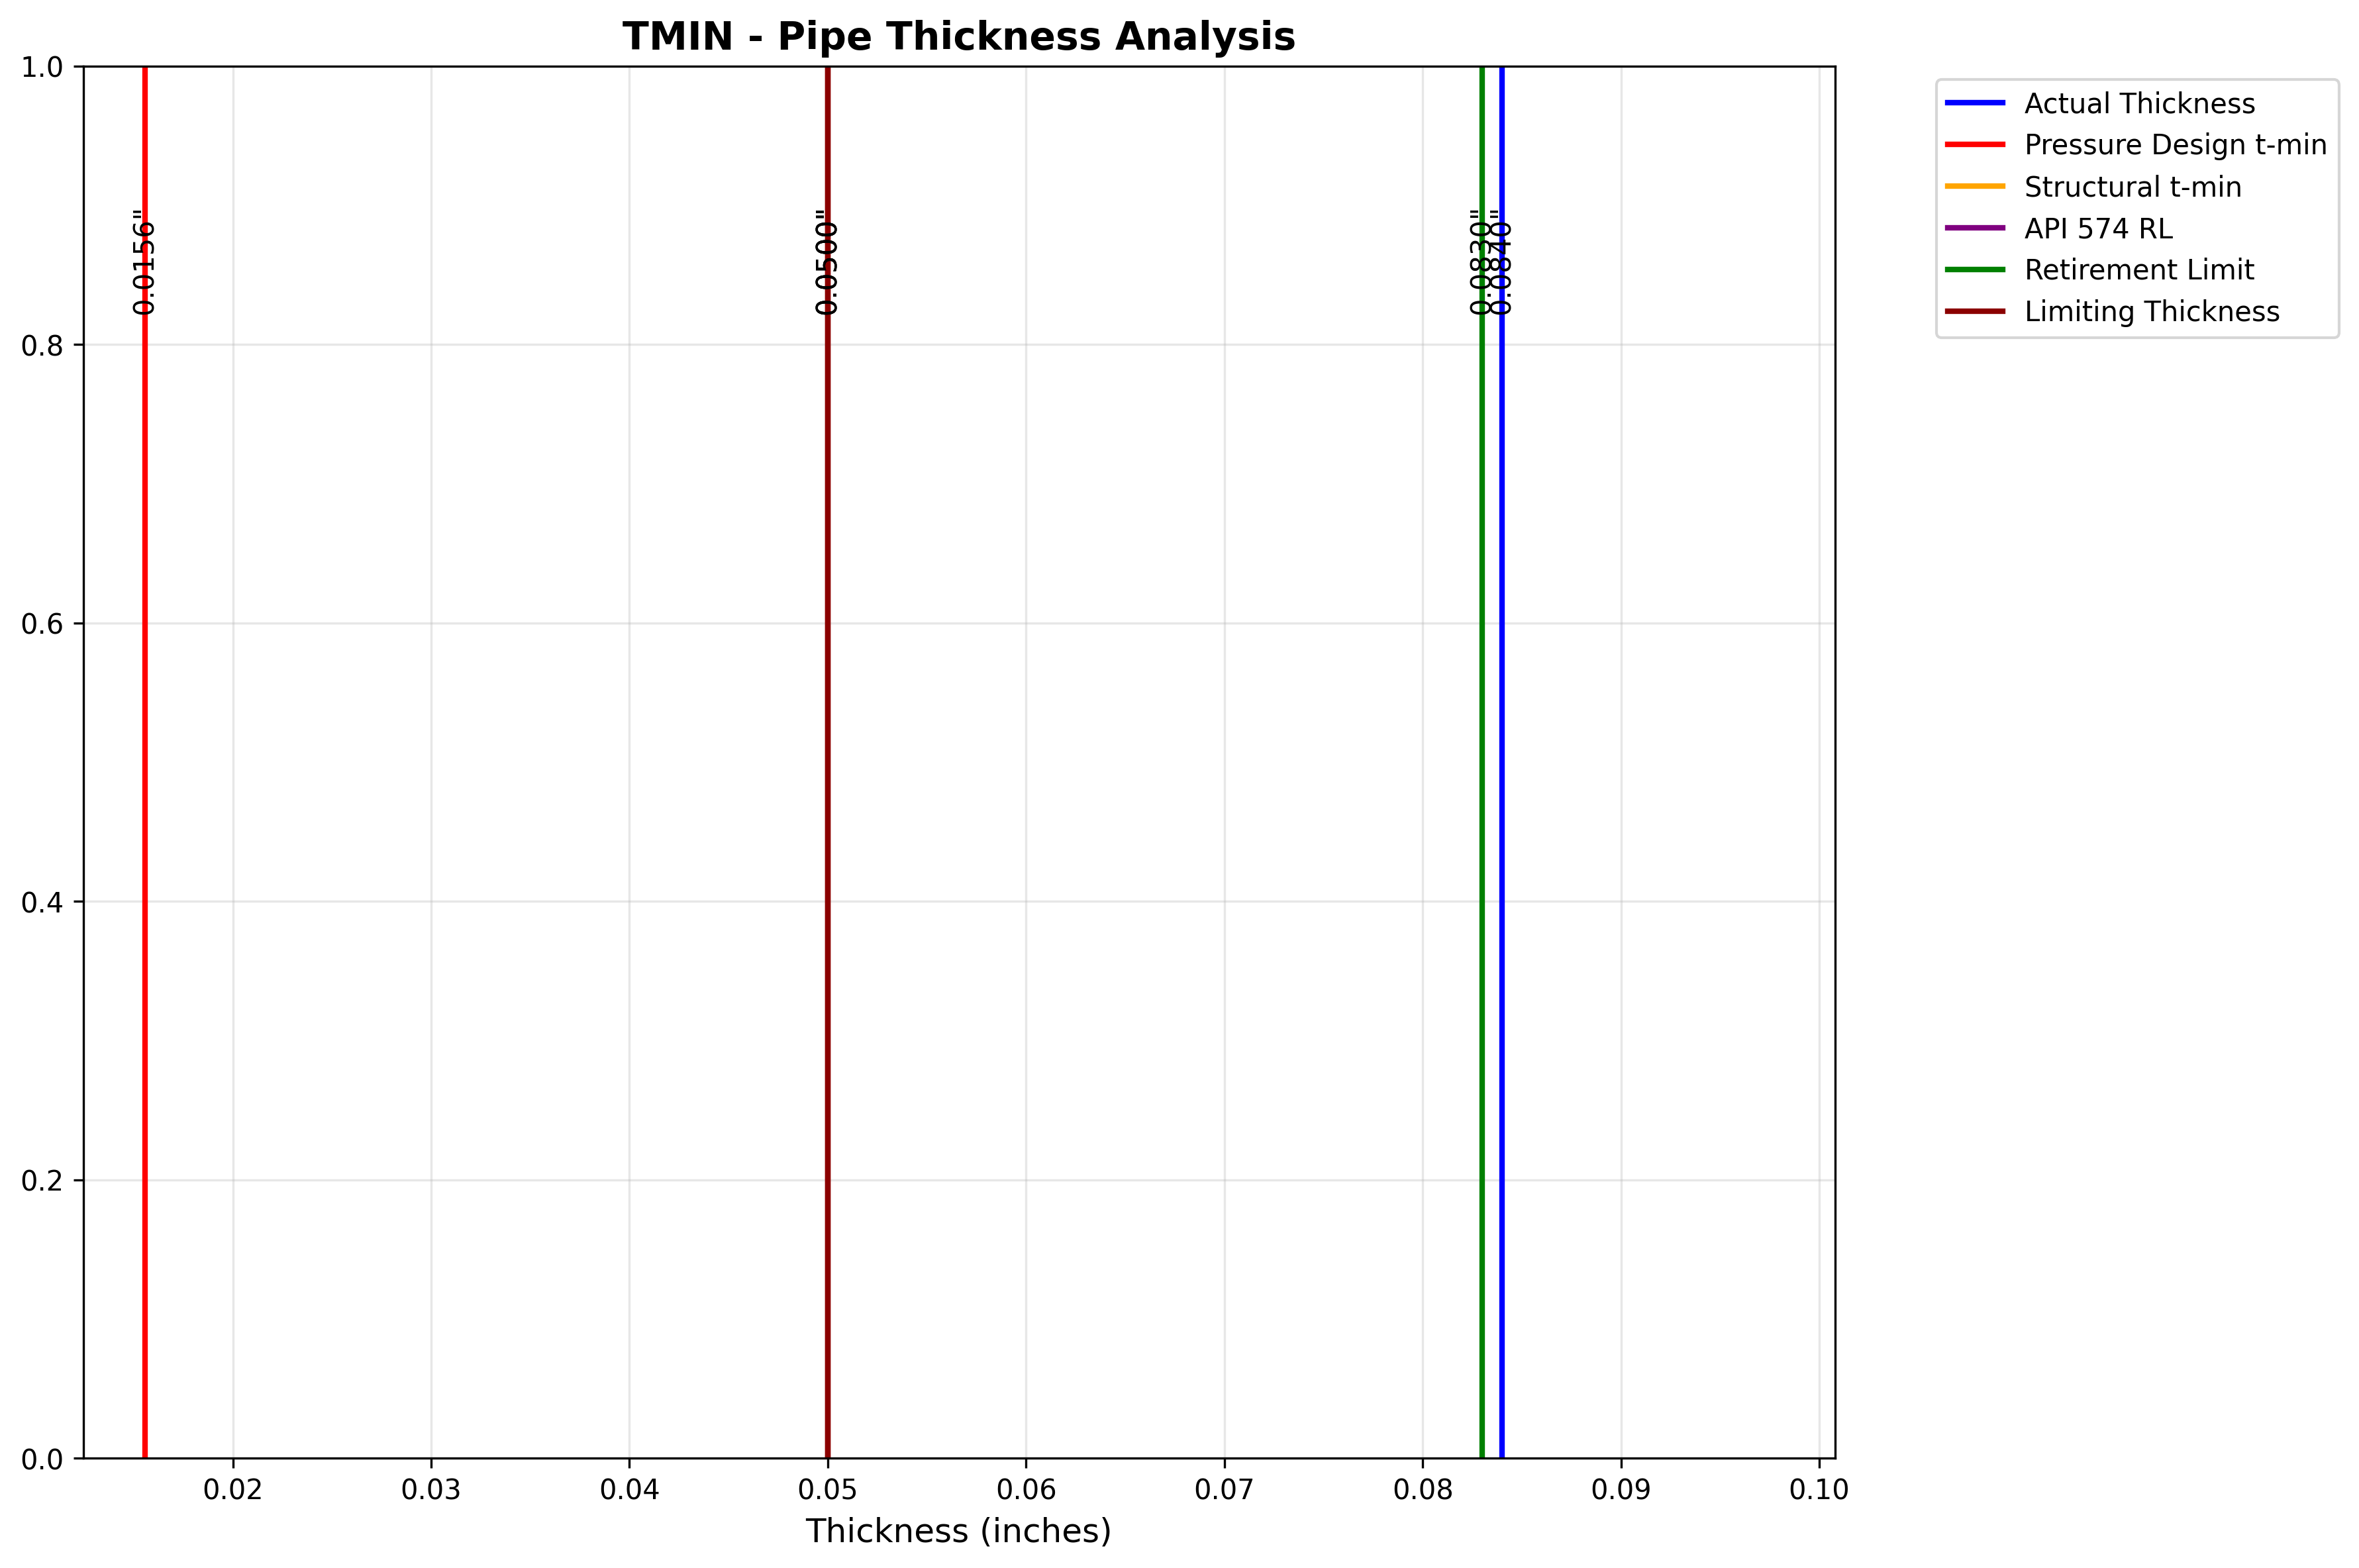 TMIN - Pipe Thickness Analysis
1.0
0.8
0.6
0.4
0.2
0.0
0.0156"
0.0500"
0.0830"
0.0840"
0.02 0.03 0.04 0.05 0.06 0.07 0.08 0.09 0.10
Thickness (inches)
Actual Thickness
Pressure Design t-min
Structural t-min
API 574 RL
Retirement Limit
Limiting Thickness